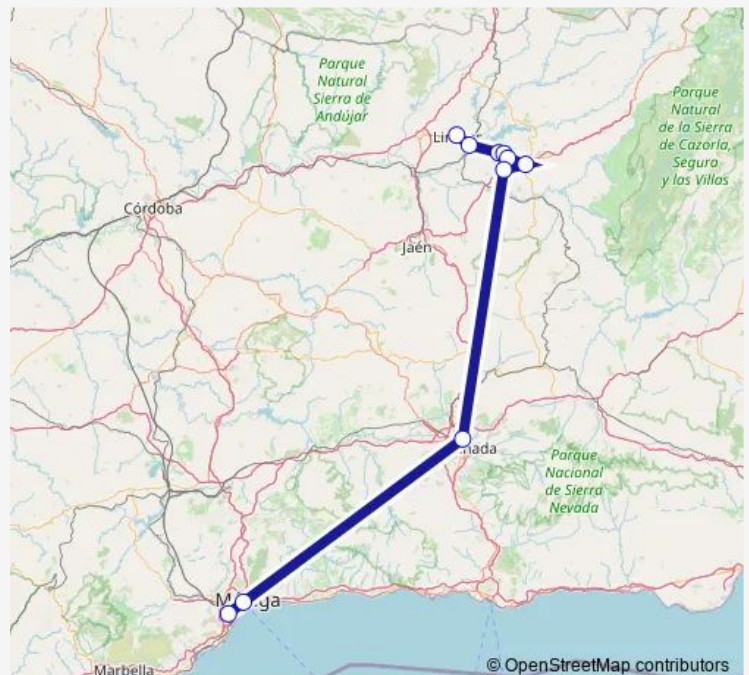 Parque
Natural
Sierra de
Andújar
Parque
Natural
de la Sierra
de Cazorla,
Segura
y las Villas
Córdoba
Jaén
Parque
Nacional
de Sierra
Nevada
Marbella
© OpenStreetMap contributors